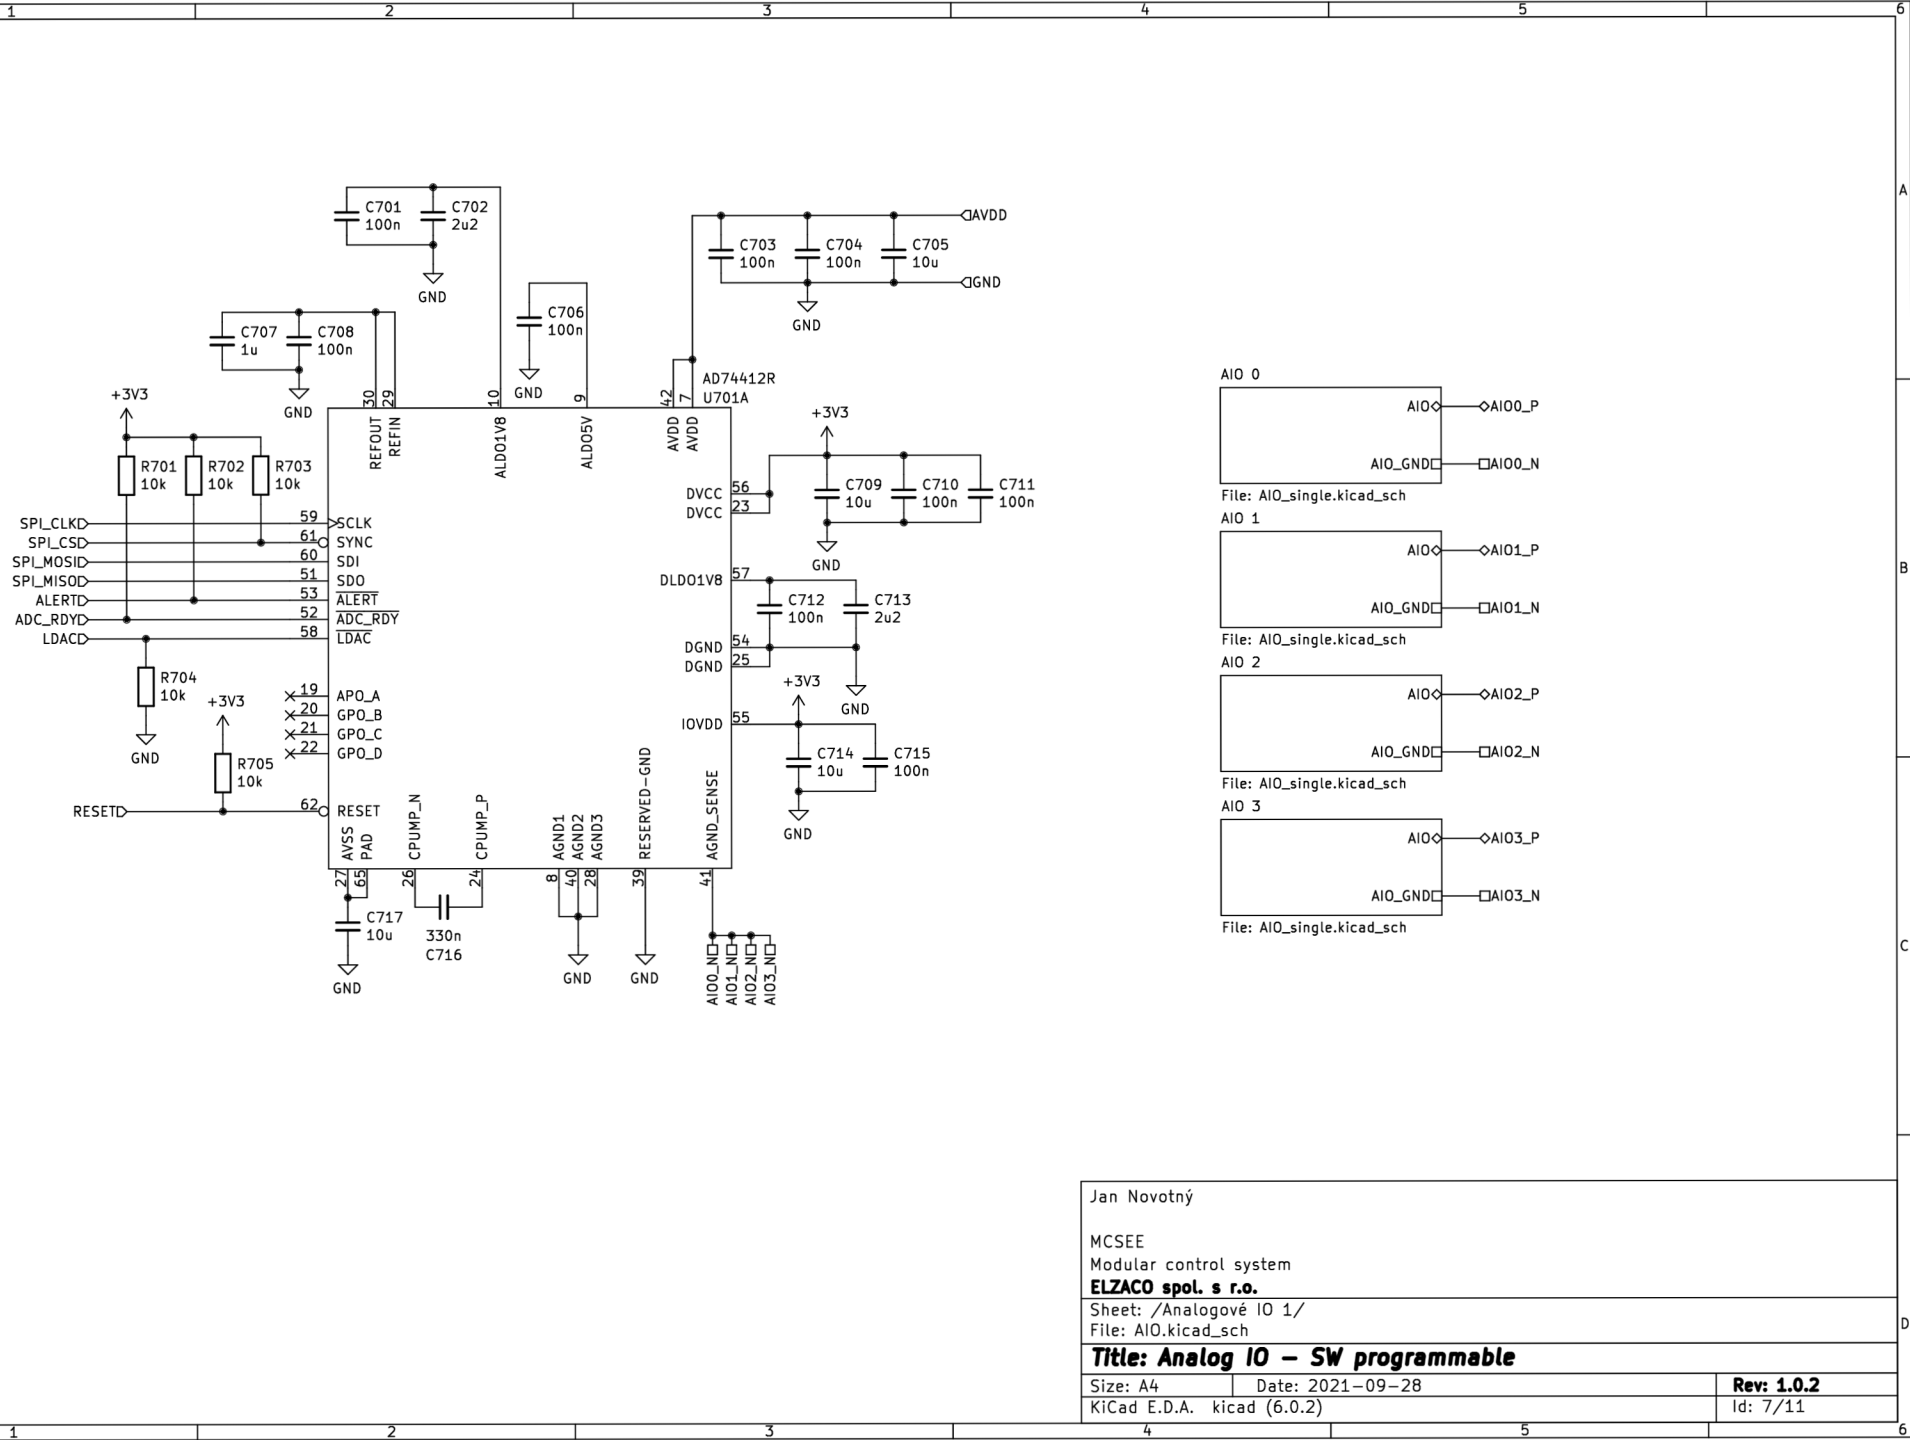 1 2 3 4 5 6
A
B
C
D
C701
100n
C702
2u2
GND
C703
100n
C704
100n
C705
10u
AVDD
GND
GND
C706
100n
GND
C707
1u
C708
100n
GND
+3V3
R701
10k
R702
10k
R703
10k
AD74412R
U701A
30
29
10
9
42
7
REFOUT
REFIN
ALDO1V8
ALDO5V
AVDD
AVDD
SPI_CLK 59 SCLK
SPI_CS 61 SYNC
SPI_MOSI 60 SDI
SPI_MISO 51 SDO
ALERT 53 ALERT
ADC_RDY 52 ADC_RDY
LDAC 58 LDAC
R704
10k
GND
19 APO_A
20 GPO_B
21 GPO_C
22 GPO_D
+3V3
R705
10k
RESET 62 RESET
DVCC 56
DVCC 23
+3V3
C709
10u
C710
100n
C711
100n
GND
DLDO1V8 57
C712
100n
C713
2u2
DGND 54
DGND 25
GND
+3V3
IOVDD 55
C714
10u
C715
100n
GND
AVSS
PAD
CPUMP_N
CPUMP_P
AGND1
AGND2
AGND3
RESERVED-GND
AGND_SENSE
27
65
26
24
8
40
28
39
41
C717
10u
GND
330n
C716
GND
GND
AIO0_N
AIO1_N
AIO2_N
AIO3_N
AIO 0
AIO AIO0_P
AIO_GND AIO0_N
File: AIO_single.kicad_sch
AIO 1
AIO AIO1_P
AIO_GND AIO1_N
File: AIO_single.kicad_sch
AIO 2
AIO AIO2_P
AIO_GND AIO2_N
File: AIO_single.kicad_sch
AIO 3
AIO AIO3_P
AIO_GND AIO3_N
File: AIO_single.kicad_sch
Jan Novotný
MCSEE
Modular control system
ELZACO spol. s r.o.
Sheet: /Analogové IO 1/
File: AIO.kicad_sch
Title: Analog IO – SW programmable
Size: A4 Date: 2021-09-28 Rev: 1.0.2
KiCad E.D.A. kicad (6.0.2) Id: 7/11
1 2 3 4 5 6